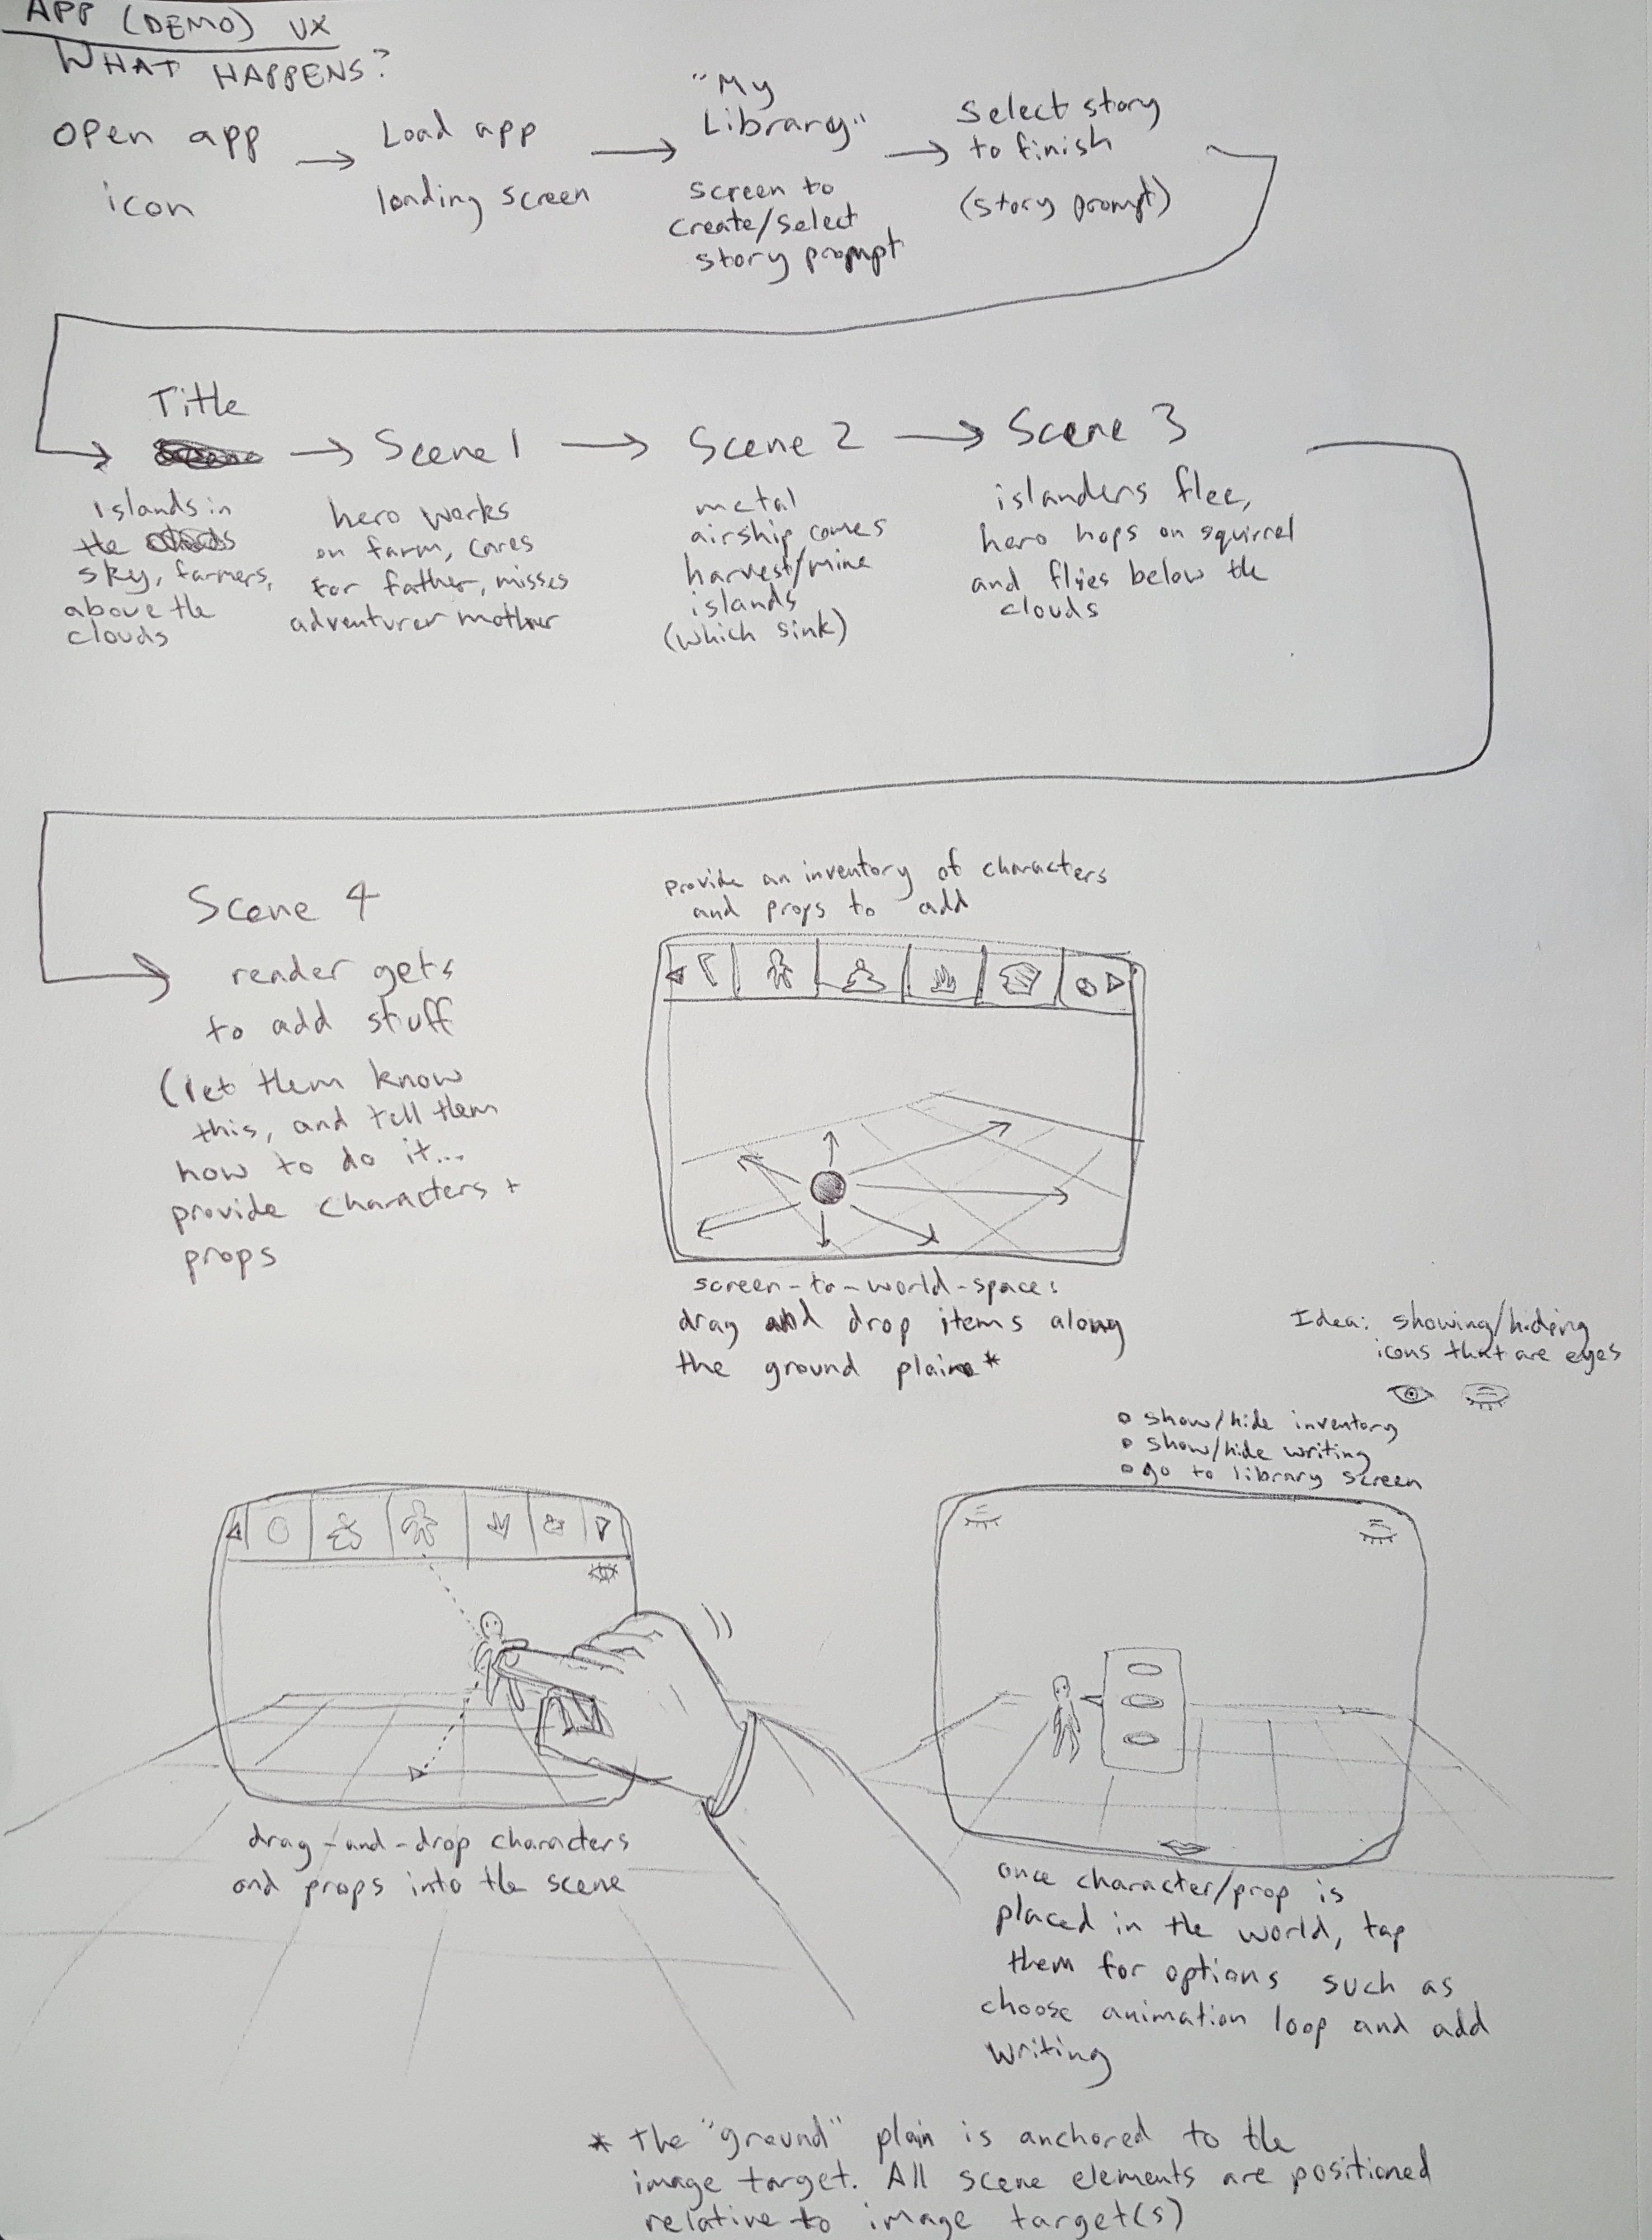 APP (DEMO) UX
WHAT HAPPENS?
open app
icon
Load app
loading screen
"My
Library"
screen to
create/select
story prompt
Select story
to finish
(story prompt)
Title
Islands in
the
sky, farmers,
above the
clouds
Scene 1
hero works
on farm, cares
for father, misses
adventurer mother
Scene 2
metal
airship comes
harvest/mine
islands
(which sink)
Scene 3
islanders flee,
hero hops on squirrel
and flies below the
clouds
Scene 4
reader gets
to add stuff
(let them know
this, and tell them
how to do it...
provide characters +
props
provide an inventory of characters
and props to add
screen-to-world-space:
drag and drop items along
the ground plain*
Idea: showing/hiding
icons that are eyes
• show/hide inventory
• show/hide writing
• go to library screen
drag-and-drop characters
and props into the scene
once character/prop is
placed in the world, tap
them for options such as
choose animation loop and add
writing
* the "ground" plain is anchored to the
image target. All scene elements are positioned
relative to image target(s)